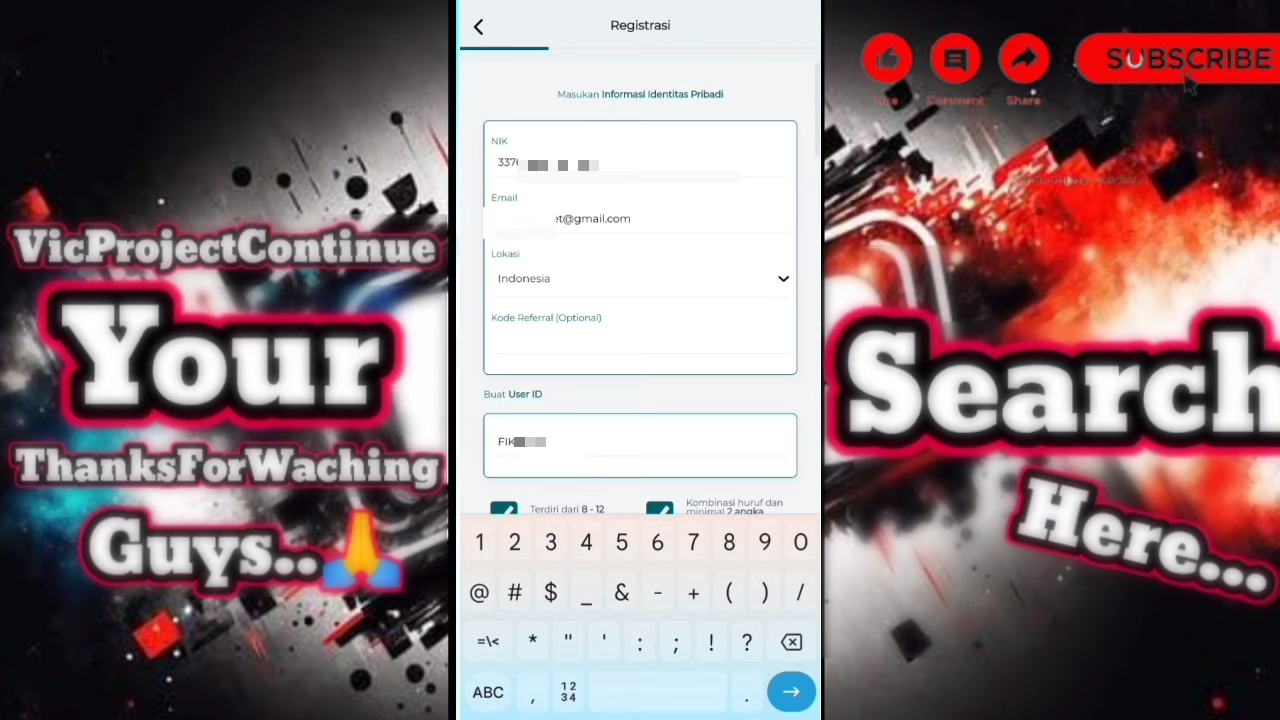 VicProjectContinue
Your
ThanksForWaching
Guys..🙏
Registrasi
Masukan Informasi Identitas Pribadi
NIK
337
Email
et@gmail.com
Lokasi
Indonesia
Kode Referral (Optional)
Buat User ID
FIK
Terdiri dari 8 - 12
Kombinasi huruf dan
minimal 2 angka
1 2 3 4 5 6 7 8 9 0
@ # $ _ & - + ( ) /
=\< * " ' : ; ! ?
ABC , 12 .
34
SUBSCRIBE
Like Comment Share
Search
Here...